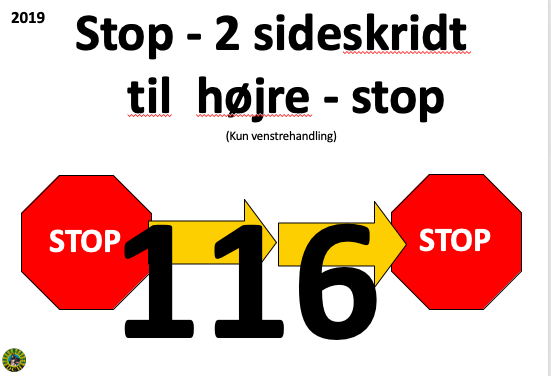 2019
Stop - 2 sideskridt
til højre - stop
(Kun venstrehandling)
STOP
STOP
116